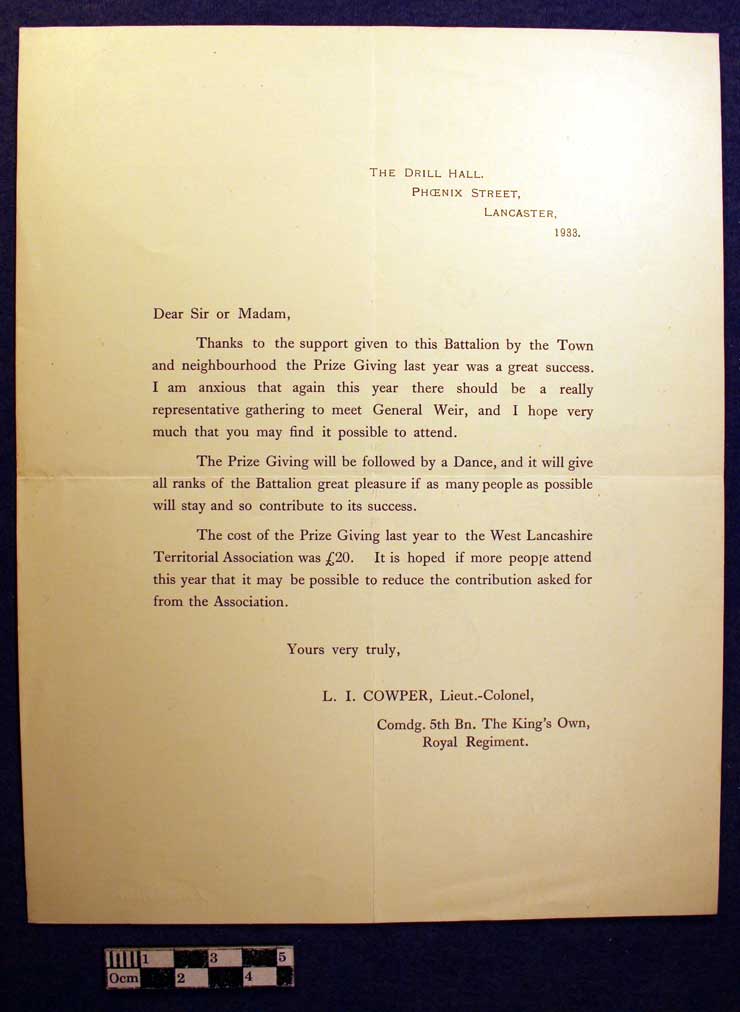 THE DRILL HALL.
PHŒNIX STREET,
LANCASTER,
1933.
Dear Sir or Madam,
Thanks to the support given to this Battalion by the Town
and neighbourhood the Prize Giving last year was a great success.
I am anxious that again this year there should be a really
representative gathering to meet General Weir, and I hope very
much that you may find it possible to attend.
The Prize Giving will be followed by a Dance, and it will give
all ranks of the Battalion great pleasure if as many people as possible
will stay and so contribute to its success.
The cost of the Prize Giving last year to the West Lancashire
Territorial Association was £20. It is hoped if more people attend
this year that it may be possible to reduce the contribution asked for
from the Association.
Yours very truly,
L. I. COWPER, Lieut.-Colonel,
Comdg. 5th Bn. The King's Own,
Royal Regiment.
1 3 5
0cm 2 4